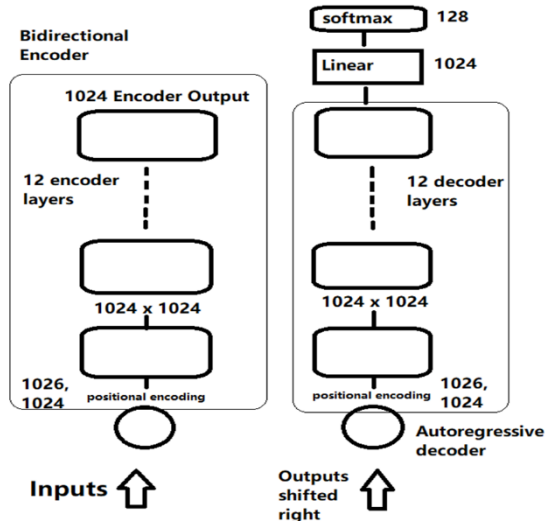 Bidirectional
Encoder
1024 Encoder Output
12 encoder
layers
1024 x 1024
1026,
1024
positional encoding
Inputs
softmax
128
Linear
1024
12 decoder
layers
1024 x 1024
1026,
1024
positional encoding
Autoregressive
decoder
Outputs
shifted
right